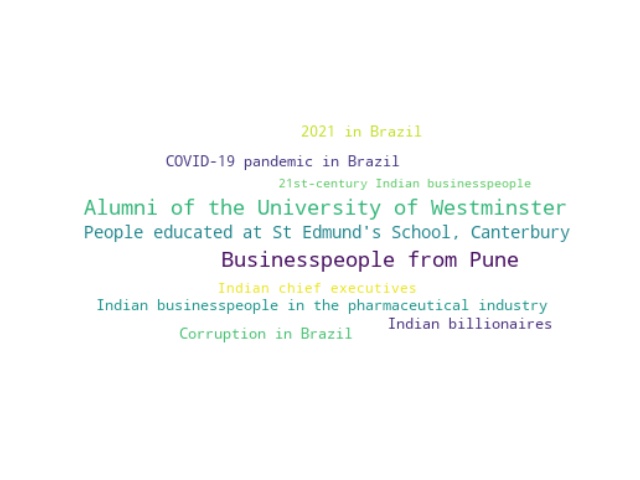 2021 in Brazil
COVID-19 pandemic in Brazil
21st-century Indian businesspeople
Alumni of the University of Westminster
People educated at St Edmund's School, Canterbury
Businesspeople from Pune
Indian chief executives
Indian businesspeople in the pharmaceutical industry
Indian billionaires
Corruption in Brazil